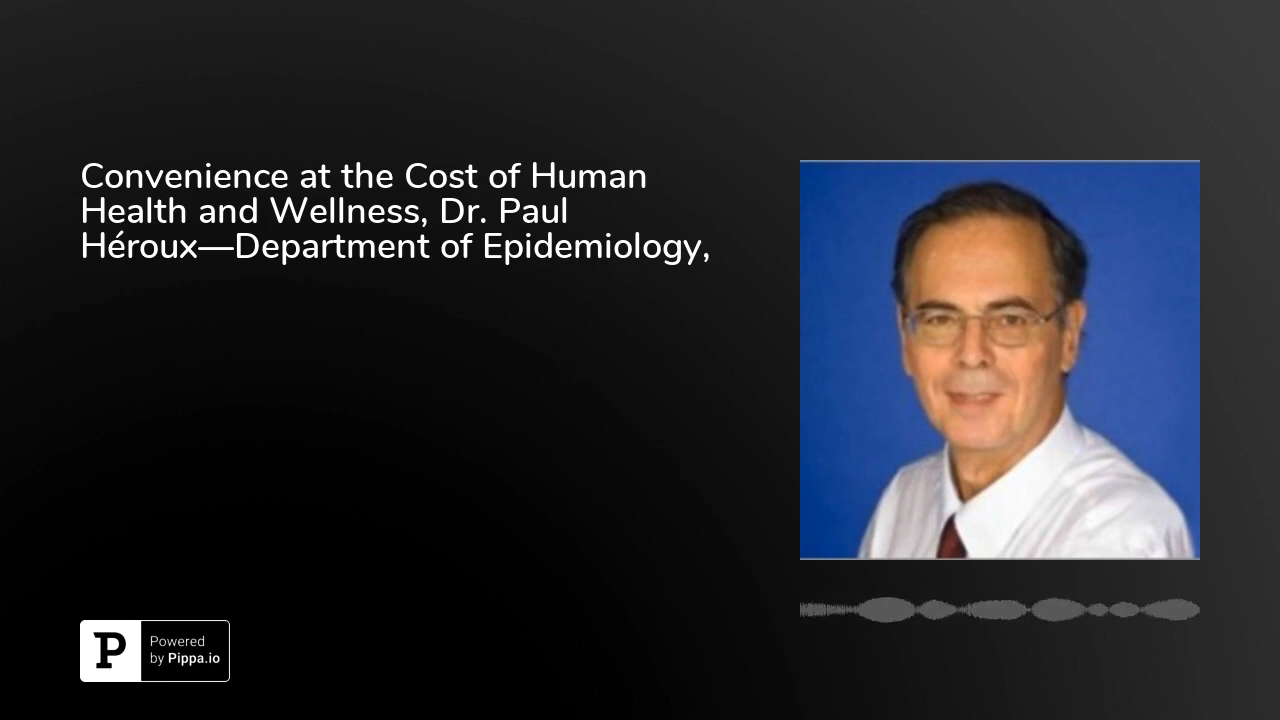 Convenience at the Cost of Human
Health and Wellness, Dr. Paul
Héroux—Department of Epidemiology,
P
Powered
by Pippa.io